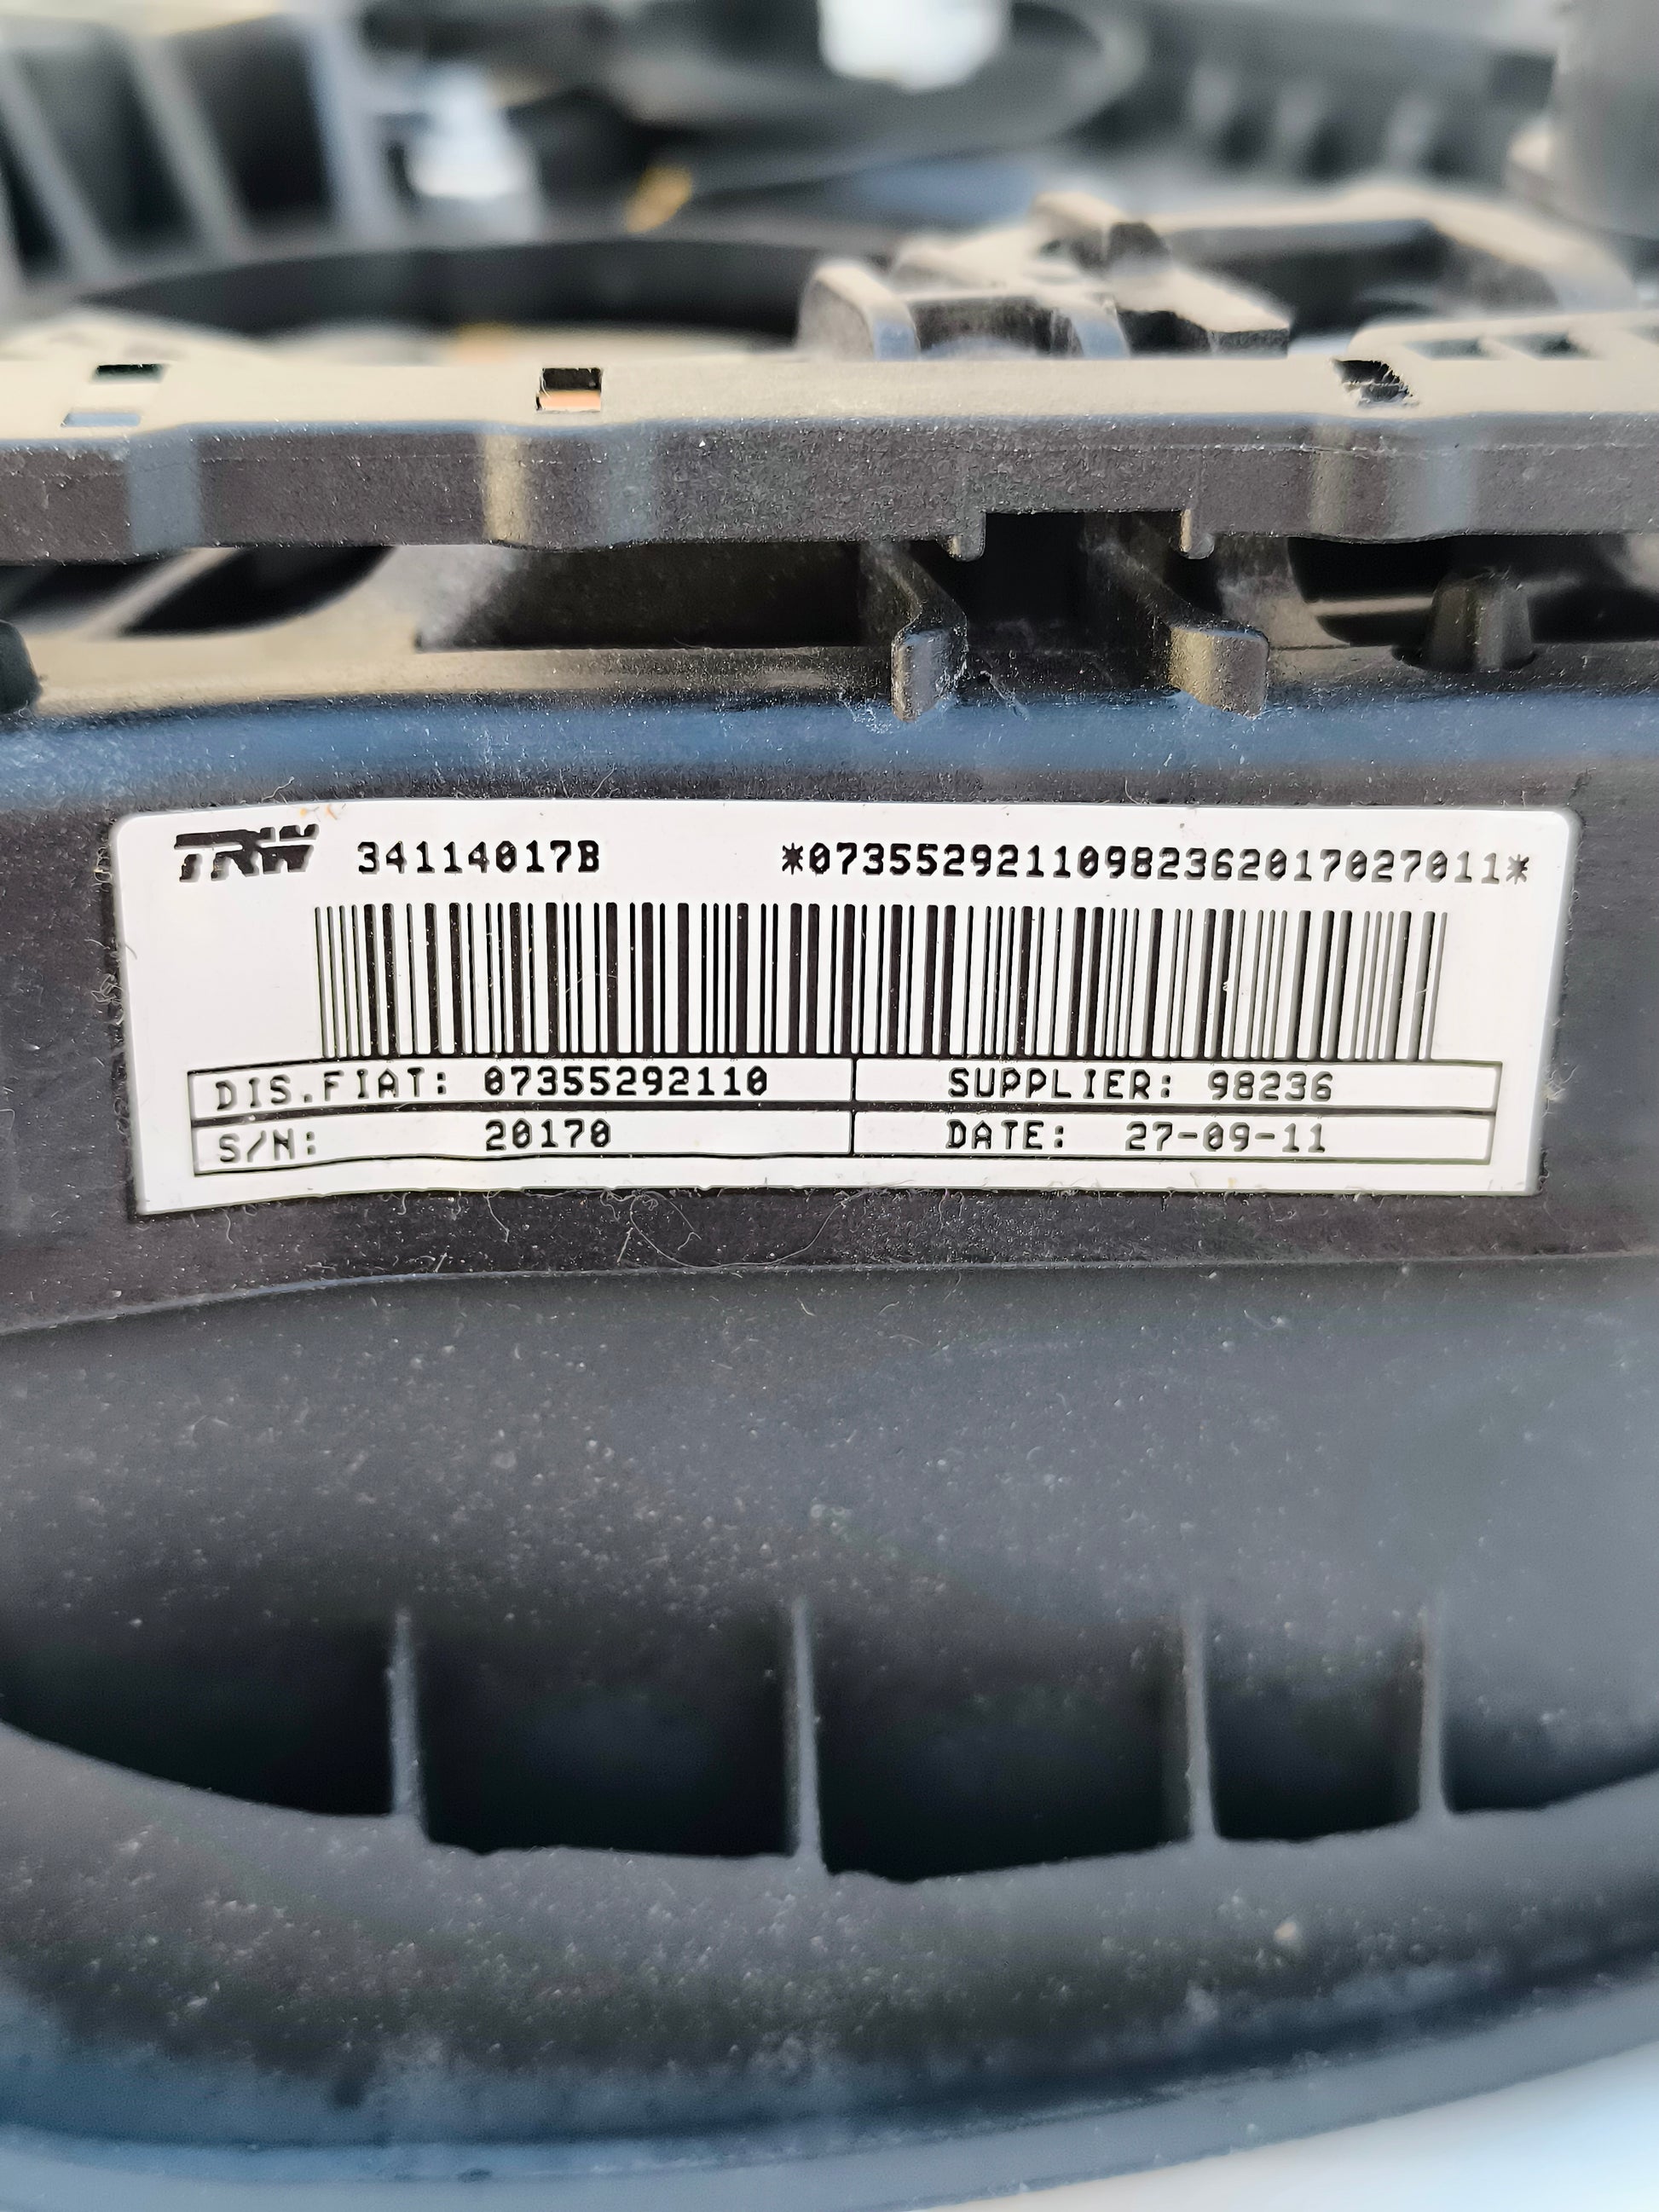 TRW 34114017B *07355292110982362017027011*
DIS.FIAT: 07355292110 SUPPLIER: 98236
S/N: 20170 DATE: 27-09-11